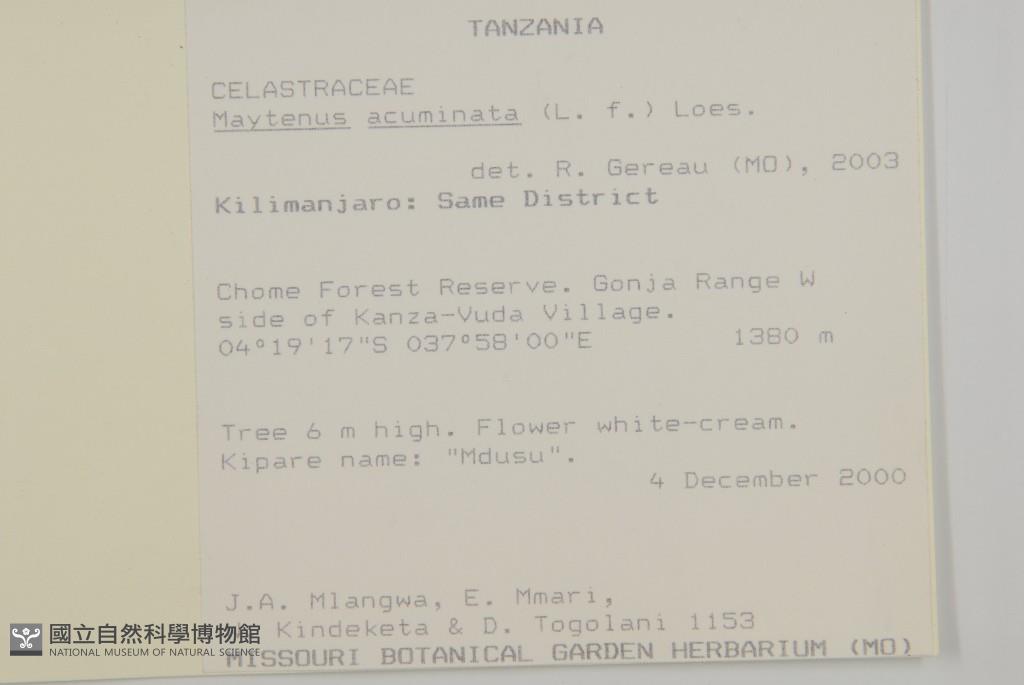 TANZANIA
CELASTRACEAE
Maytenus acuminata (L. f.) Loes.
det. R. Gereau (MO), 2003
Kilimanjaro: Same District
Chome Forest Reserve. Gonja Range W
side of Kanza-Vuda Village.
04°19'17"S 037°58'00"E 1380 m
Tree 6 m high. Flower white-cream.
Kipare name: "Mdusu".
4 December 2000
J.A. Mlangwa, E. Mmari,
Kindeketa & D. Togolani 1153
MISSOURI BOTANICAL GARDEN HERBARIUM (MO)
國立自然科學博物館
NATIONAL MUSEUM OF NATURAL SCIENCE